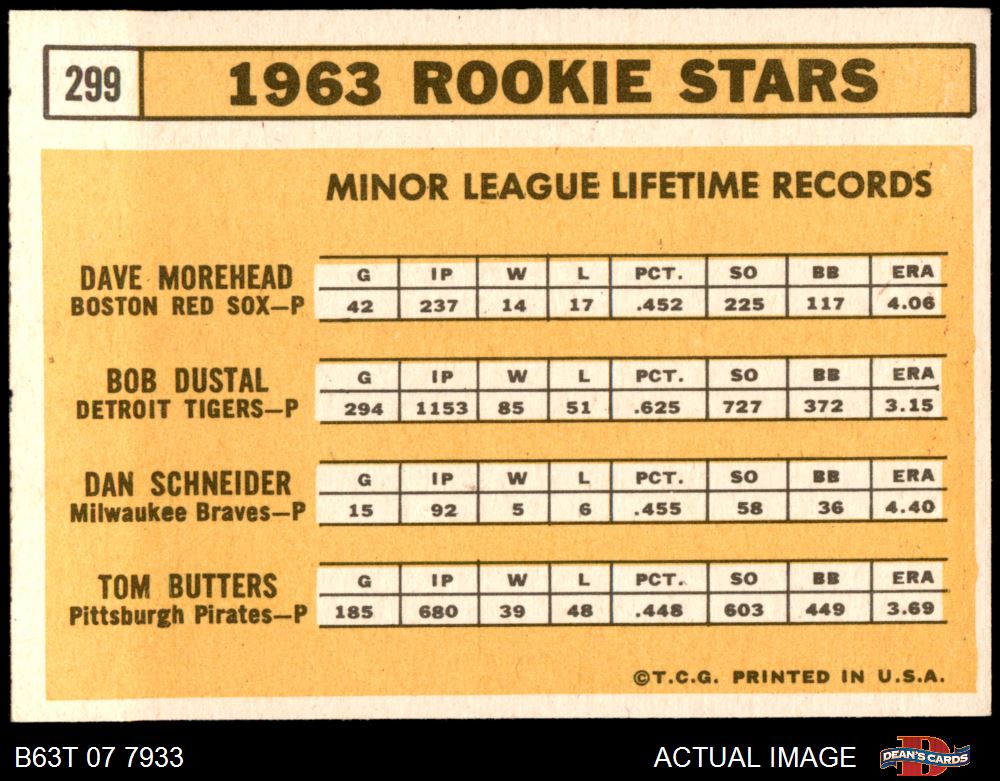 299 1963 ROOKIE STARS
MINOR LEAGUE LIFETIME RECORDS
DAVE MOREHEAD G IP W L PCT. SO BB ERA
BOSTON RED SOX—P 42 237 14 17 .452 225 117 4.06
BOB DUSTAL G IP W L PCT. SO BB ERA
DETROIT TIGERS—P 294 1153 85 51 .625 727 372 3.15
DAN SCHNEIDER G IP W L PCT. SO BB ERA
Milwaukee Braves—P 15 92 5 6 .455 58 36 4.40
TOM BUTTERS G IP W L PCT. SO BB ERA
Pittsburgh Pirates—P 185 680 39 48 .448 603 449 3.69
©T.C.G. PRINTED IN U.S.A.
B63T 07 7933 ACTUAL IMAGE DEAN'S CARDS